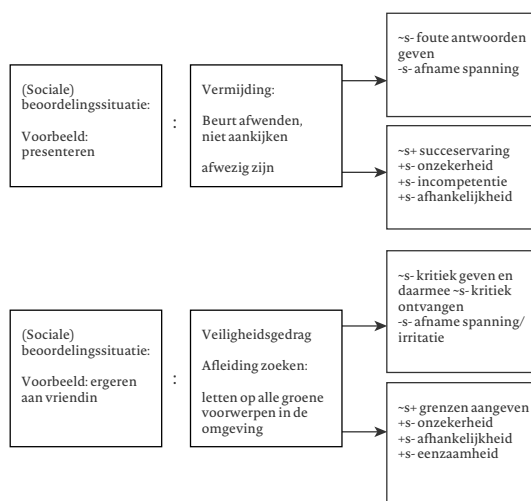 (Sociale)
beoordelingssituatie:
Voorbeeld:
presenteren
:
Vermijding:
Beurt afwenden,
niet aankijken
afwezig zijn
~s- foute antwoorden
geven
-s- afname spanning
~s+ succeservaring
+s- onzekerheid
+s- incompetentie
+s- afhankelijkheid
(Sociale)
beoordelingssituatie:
Voorbeeld: ergeren
aan vriendin
:
Veiligheidsgedrag
Afleiding zoeken:
letten op alle groene
voorwerpen in de
omgeving
~s- kritiek geven en
daarmee ~s- kritiek
ontvangen
-s- afname spanning/
irritatie
~s+ grenzen aangeven
+s- onzekerheid
+s- afhankelijkheid
+s- eenzaamheid